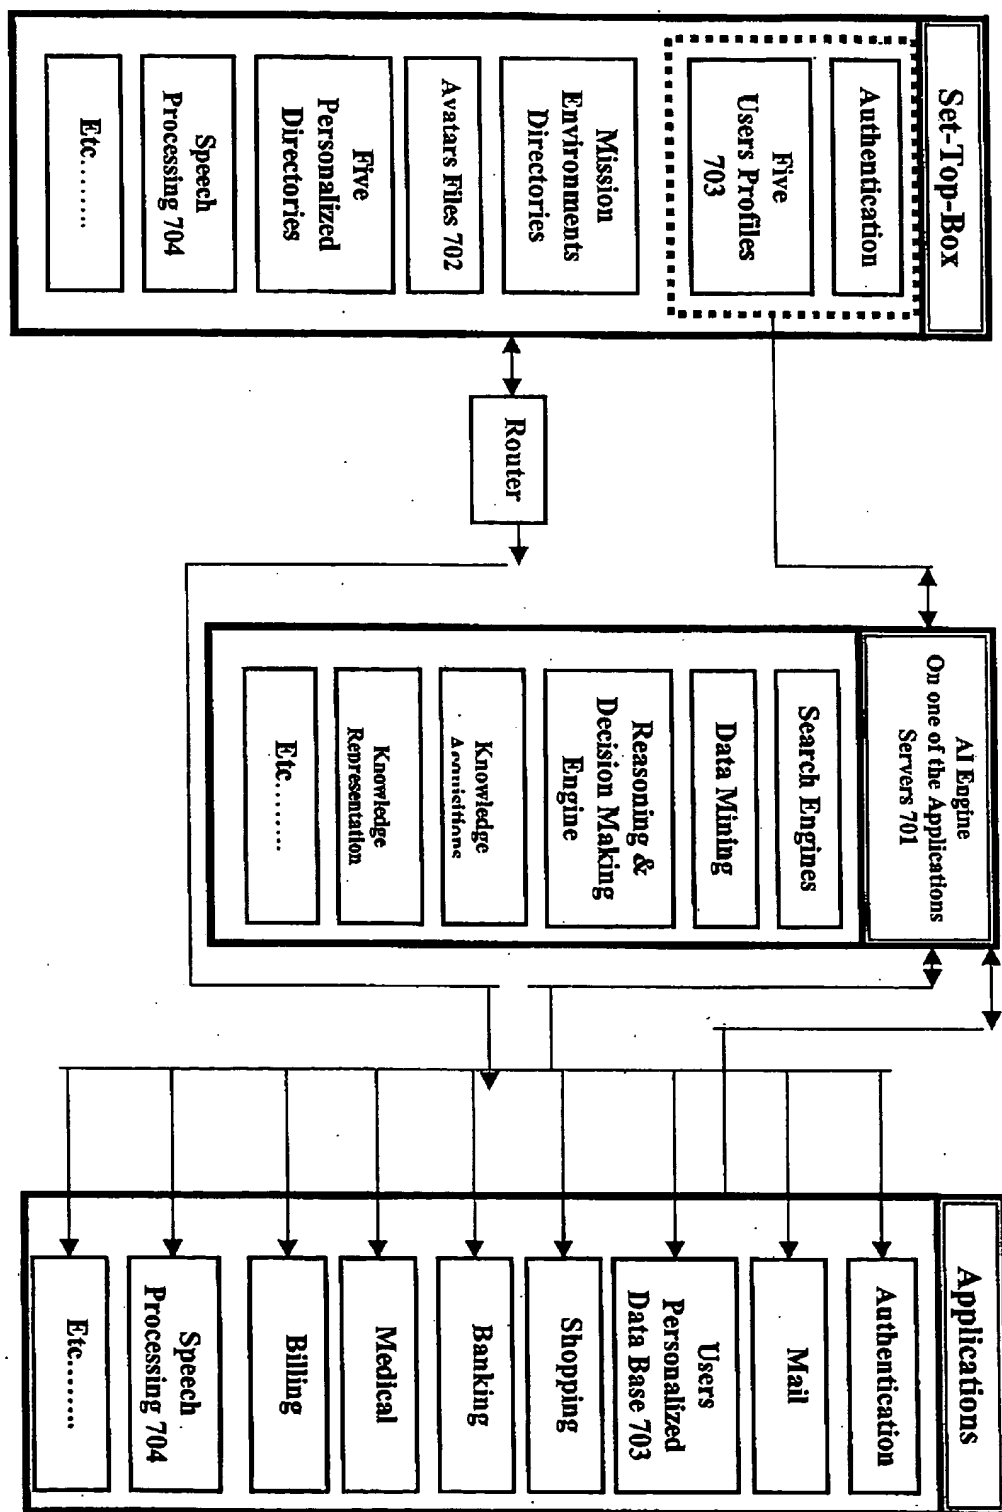 Set-Top-Box
Authentication
Five
Users Profiles
703
Mission
Environments
Directories
Avatars Files 702
Five
Personalized
Directories
Speech
Processing 704
Etc.........
Router
AI Engine
On one of the Applications
Servers 701
Search Engines
Data Mining
Reasoning &
Decision Making
Engine
Knowledge
Acquisitions
Knowledge
Representation
Etc.........
Applications
Authentication
Mail
Users
Personalized
Data Base 703
Shopping
Banking
Medical
Billing
Speech
Processing 704
Etc........